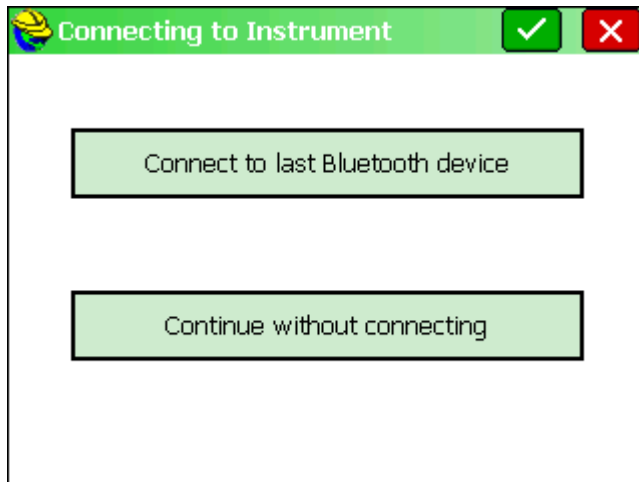 Connecting to Instrument
Connect to last Bluetooth device
Continue without connecting